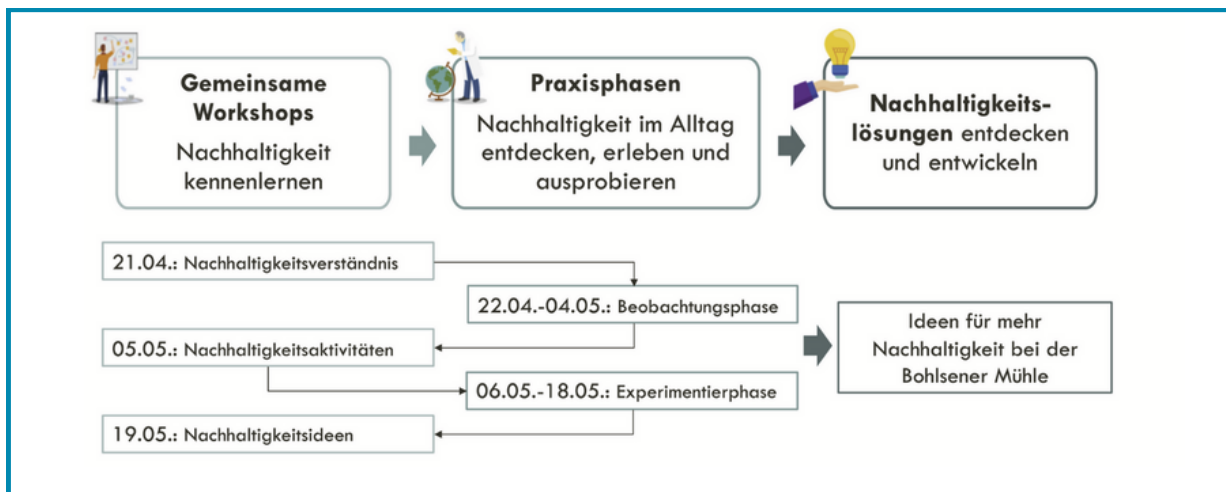 Gemeinsame
Workshops
Nachhaltigkeit
kennenlernen
Praxisphasen
Nachhaltigkeit im Alltag
entdecken, erleben und
ausprobieren
Nachhaltigkeits-
lösungen entdecken
und entwickeln
21.04.: Nachhaltigkeitsverständnis
22.04.-04.05.: Beobachtungsphase
05.05.: Nachhaltigkeitsaktivitäten
06.05.-18.05.: Experimentierphase
19.05.: Nachhaltigkeitsideen
Ideen für mehr
Nachhaltigkeit bei der
Bohlsener Mühle